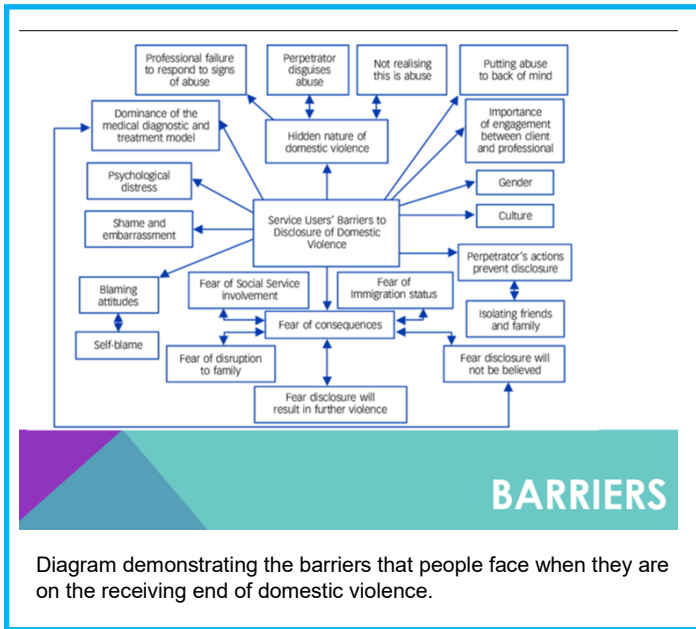 Professional failure
to respond to signs
of abuse
Perpetrator
disguises
abuse
Not realising
this is abuse
Putting abuse
to back of mind
Dominance of the
medical diagnostic and
treatment model
Hidden nature of
domestic violence
Importance
of engagement
between client
and professional
Psychological
distress
Gender
Shame and
embarrassment
Service Users' Barriers to
Disclosure of Domestic
Violence
Culture
Perpetrator's actions
prevent disclosure
Blaming
attitudes
Fear of Social Service
involvement
Fear of
Immigration status
Isolating friends
and family
Self-blame
Fear of consequences
Fear of disruption
to family
Fear disclosure will
not be believed
Fear disclosure will
result in further violence
BARRIERS
Diagram demonstrating the barriers that people face when they are
on the receiving end of domestic violence.